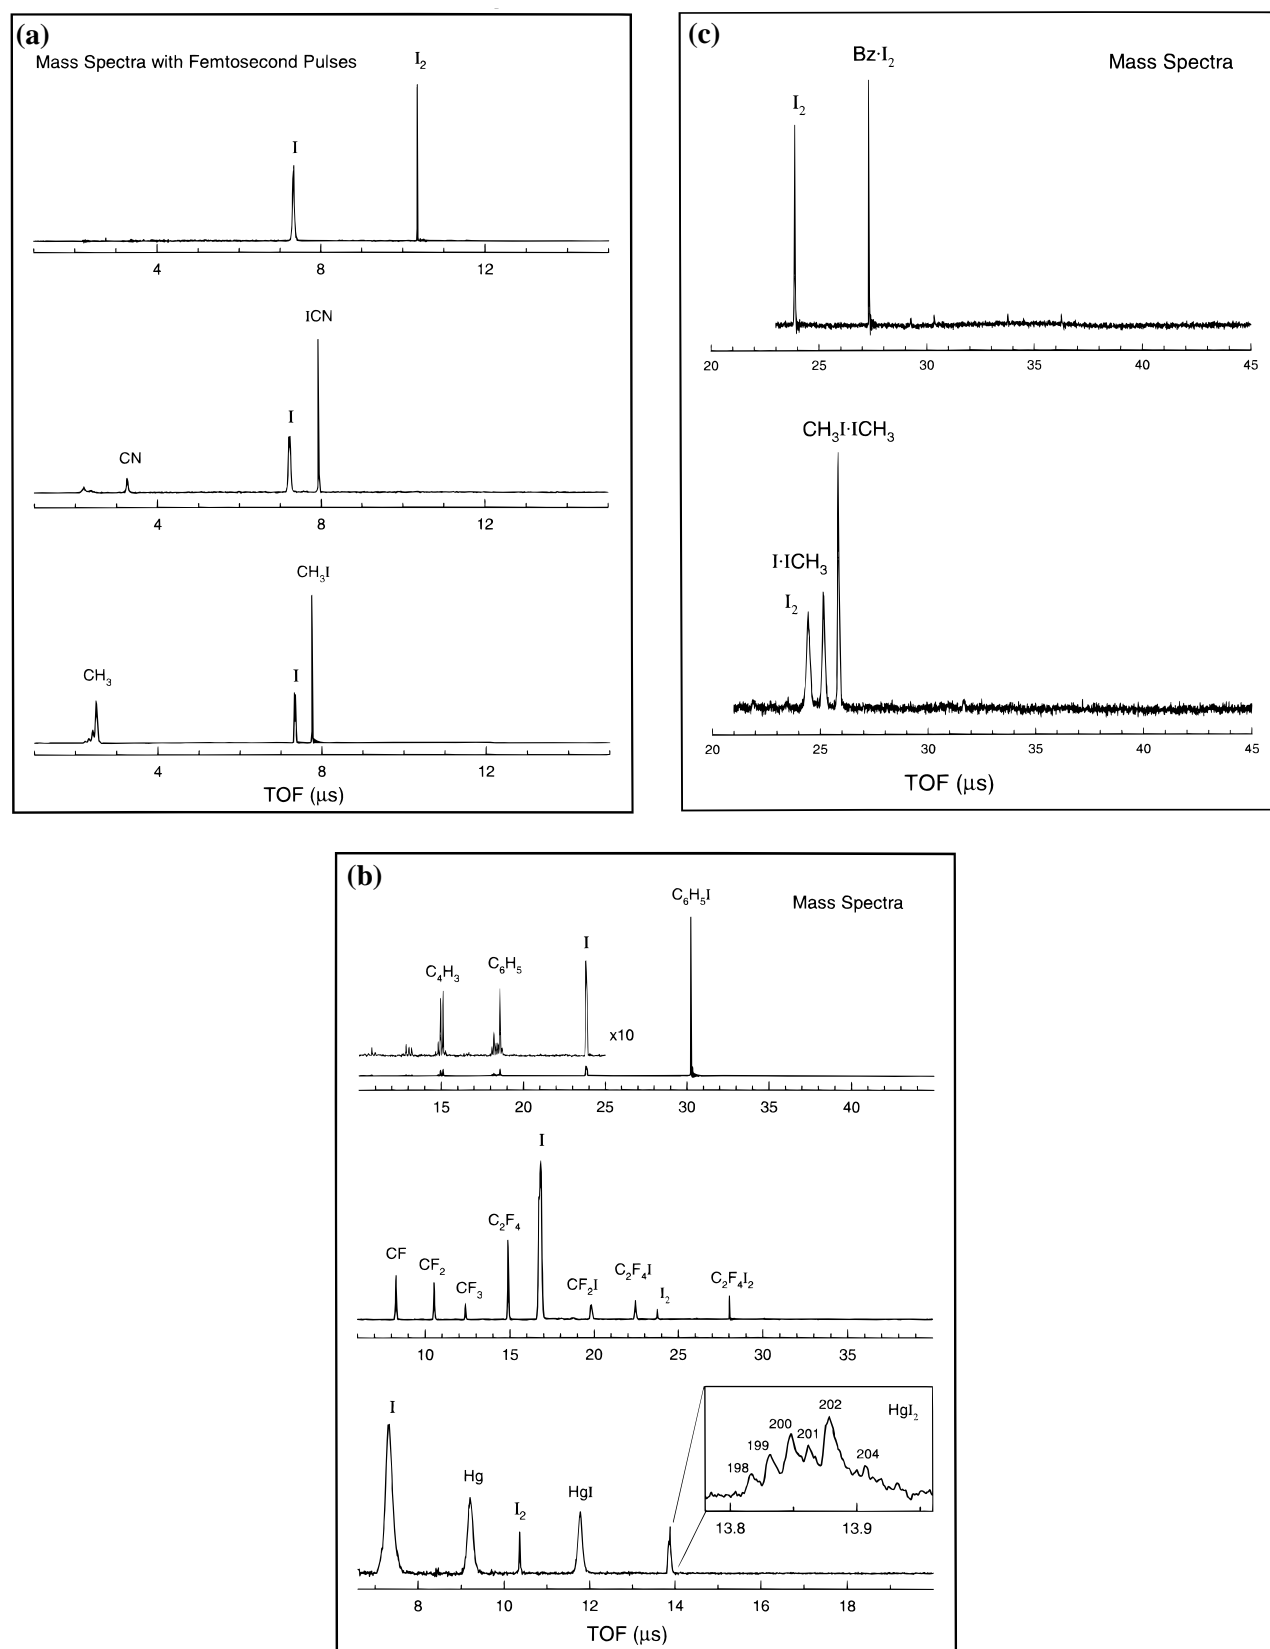 (a)
Mass Spectra with Femtosecond Pulses
I
I₂
4 8 12
CN
I
ICN
4 8 12
CH₃
I
CH₃I
4 8 12
TOF (μs)
(c)
Mass Spectra
I₂
Bz·I₂
20 25 30 35 40 45
CH₃I·ICH₃
I·ICH₃
I₂
20 25 30 35 40 45
TOF (μs)
(b)
Mass Spectra
C₆H₅I
I
C₄H₃
C₆H₅
x10
15 20 25 30 35 40
I
C₂F₄
CF
CF₂
CF₃
CF₂I
C₂F₄I
I₂
C₂F₄I₂
10 15 20 25 30 35
I
Hg
I₂
HgI
HgI₂
198 199 200 201 202 204
13.8 13.9
8 10 12 14 16 18
TOF (μs)